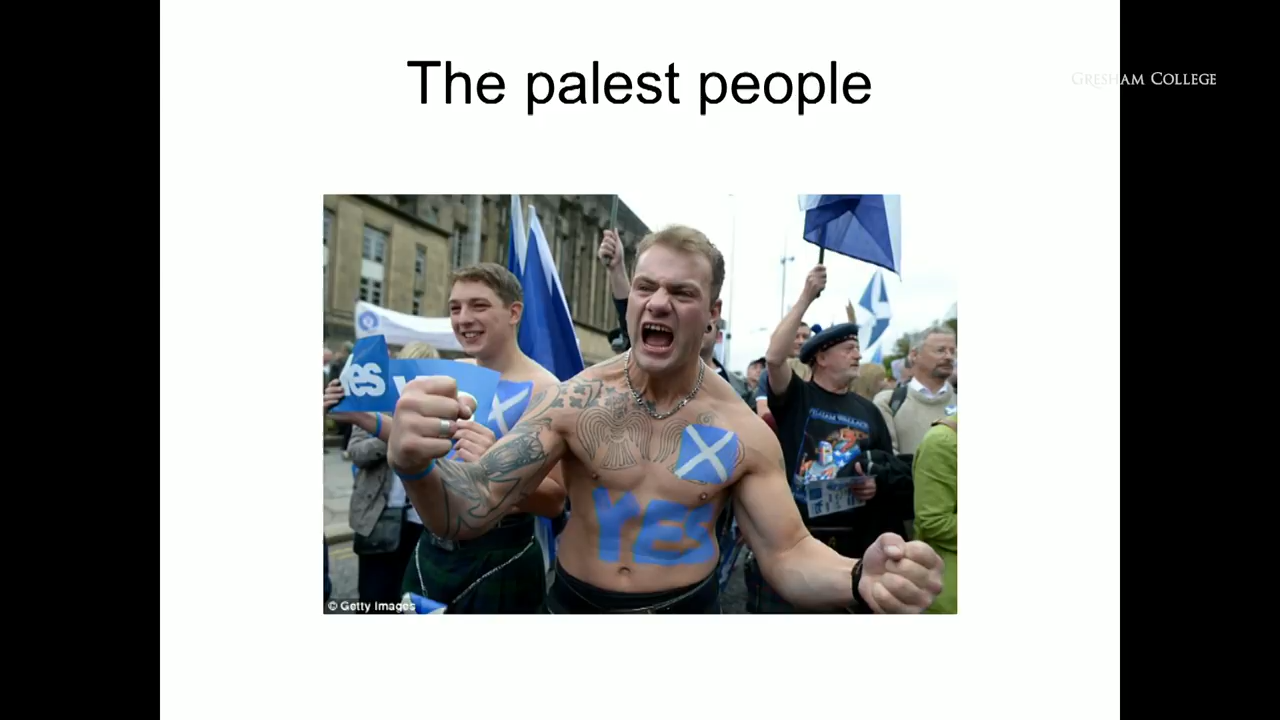 The palest people
GRESHAM COLLEGE
Yes
YES
© Getty Images